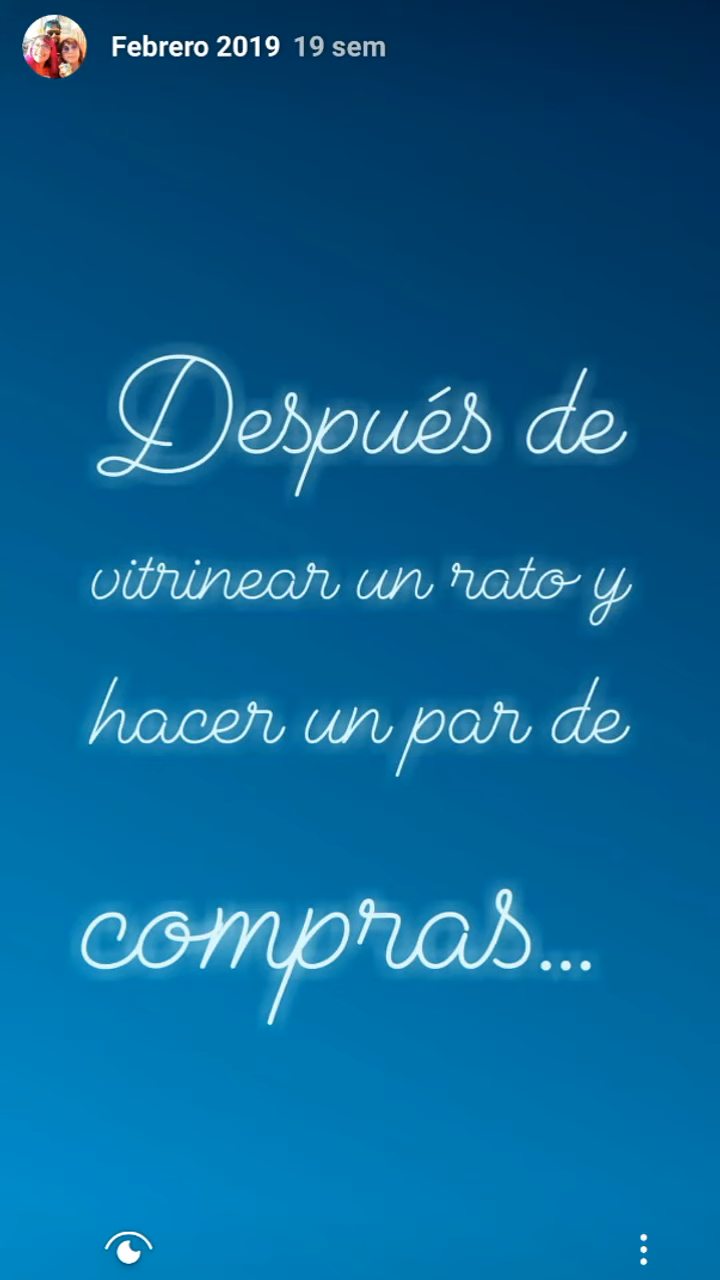 Febrero 2019 19 sem
Después de
vitrinear un rato y
hacer un par de
compras...